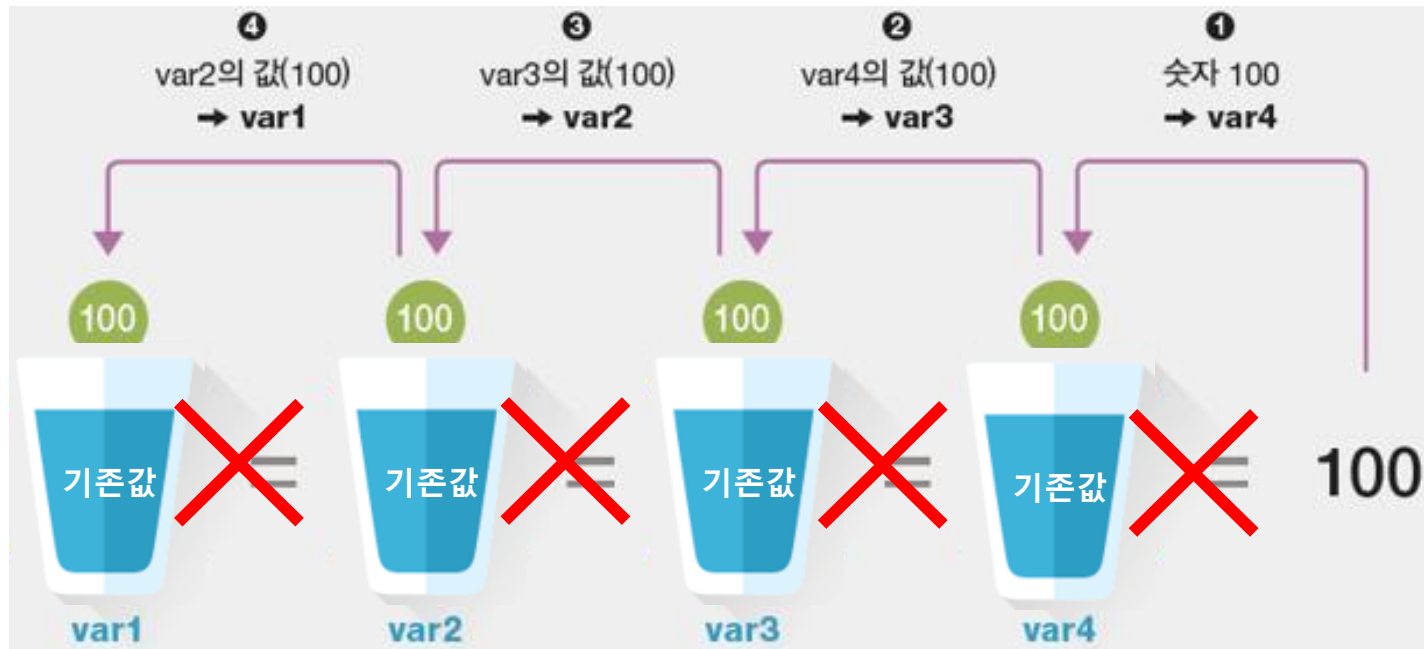 ❹
var2의 값(100)
➞ var1
❸
var3의 값(100)
➞ var2
❷
var4의 값(100)
➞ var3
❶
숫자 100
➞ var4
100
100
100
100
기존값
=
기존값
=
기존값
=
기존값
=
100
var1
var2
var3
var4